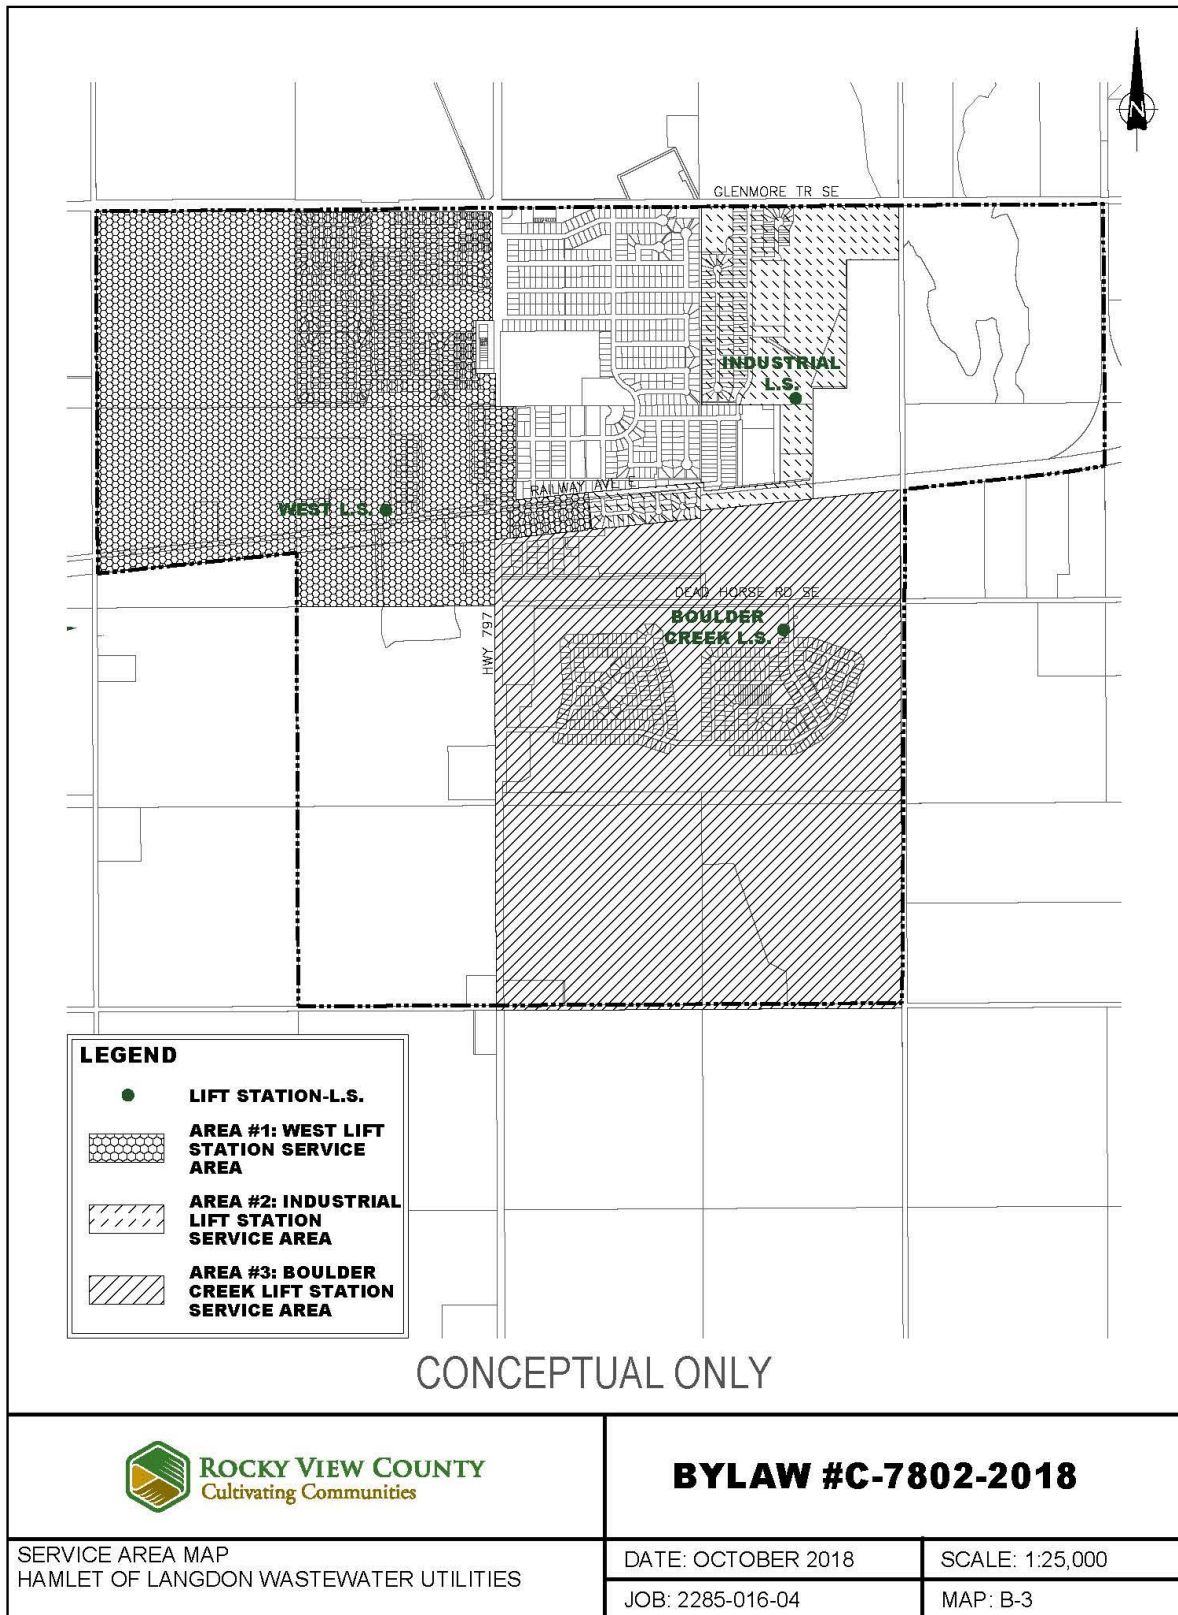 N
GLENMORE TR SE
INDUSTRIAL
L.S.
RAILWAY AVE E
WEST L.S.
DEAD HORSE RD SE
BOULDER
CREEK L.S.
HWY 797
LEGEND
LIFT STATION-L.S.
AREA #1: WEST LIFT
STATION SERVICE
AREA
AREA #2: INDUSTRIAL
LIFT STATION
SERVICE AREA
AREA #3: BOULDER
CREEK LIFT STATION
SERVICE AREA
CONCEPTUAL ONLY
ROCKY VIEW COUNTY
Cultivating Communities
BYLAW #C-7802-2018
SERVICE AREA MAP
HAMLET OF LANGDON WASTEWATER UTILITIES
DATE: OCTOBER 2018
SCALE: 1:25,000
JOB: 2285-016-04
MAP: B-3